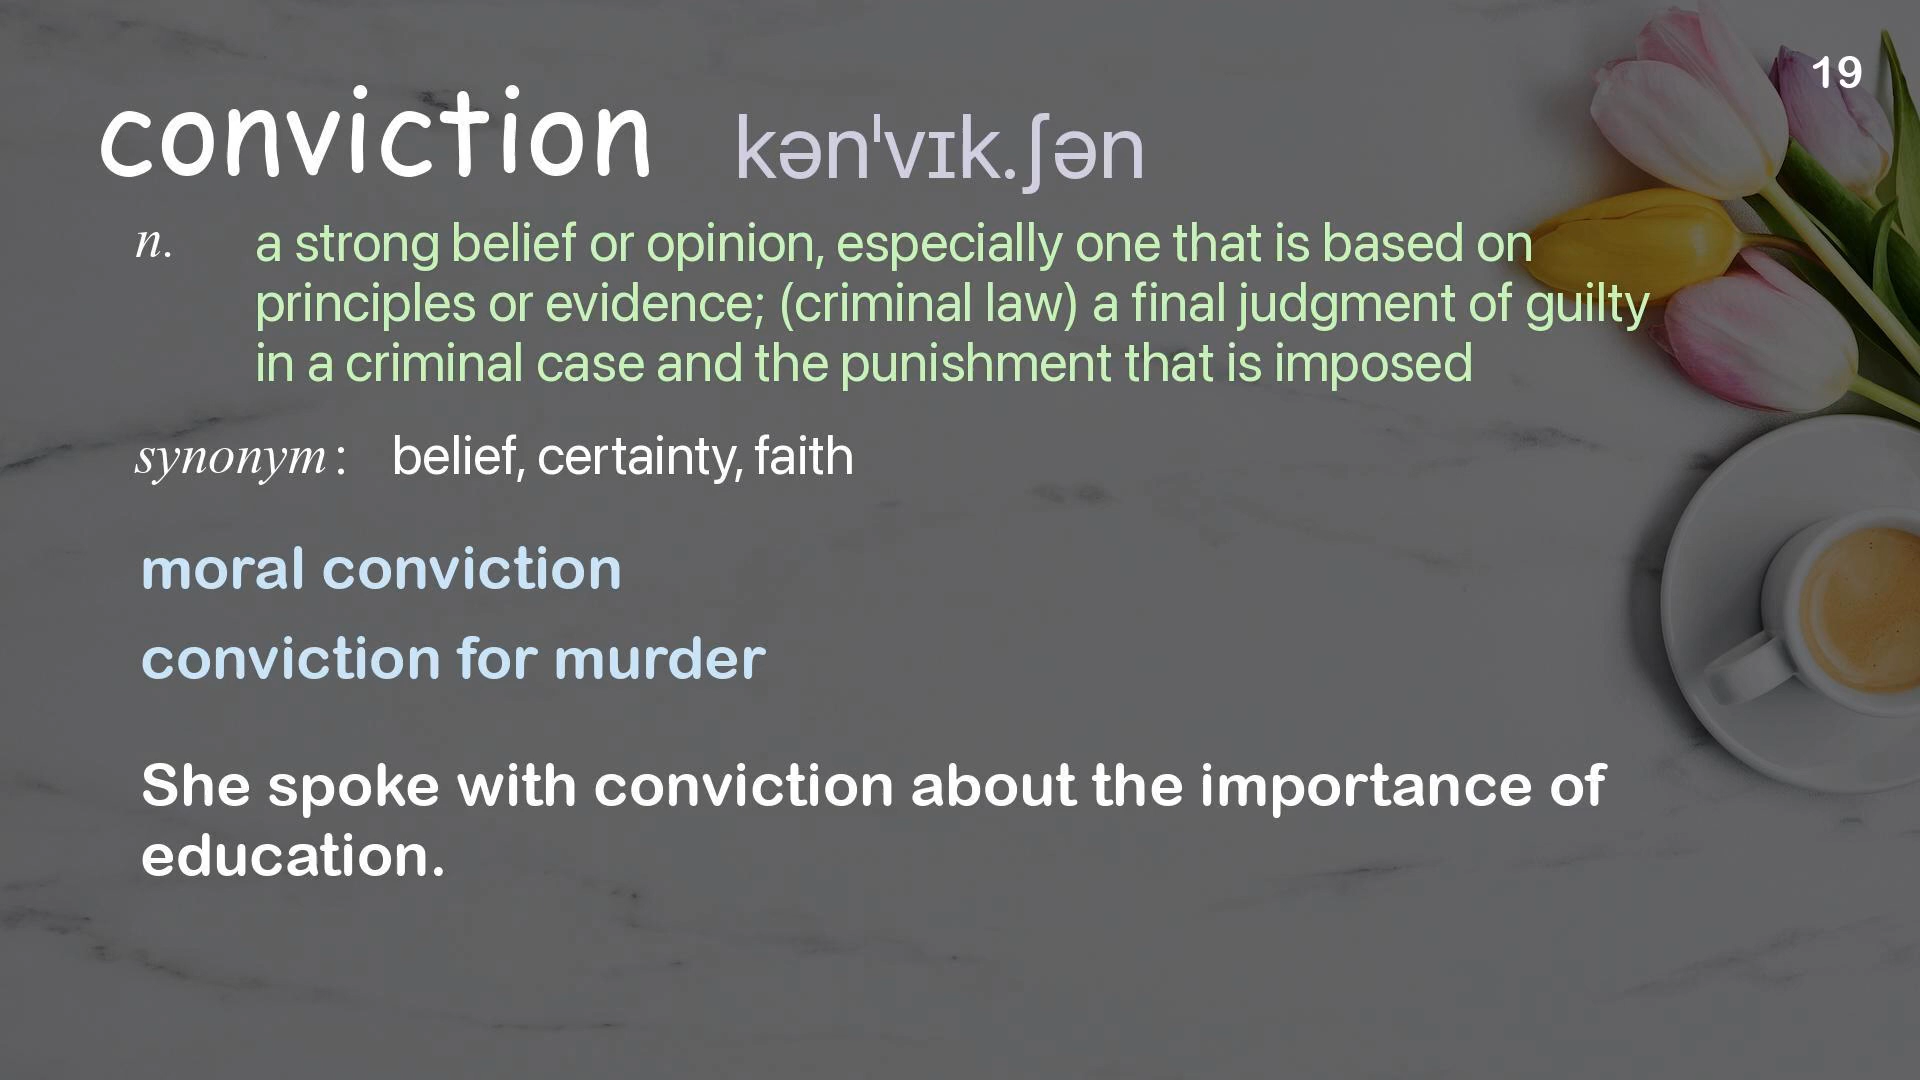 19
conviction kənˈvɪk.ʃən
n. a strong belief or opinion, especially one that is based on
principles or evidence; (criminal law) a final judgment of guilty
in a criminal case and the punishment that is imposed
synonym: belief, certainty, faith
moral conviction
conviction for murder
She spoke with conviction about the importance of
education.